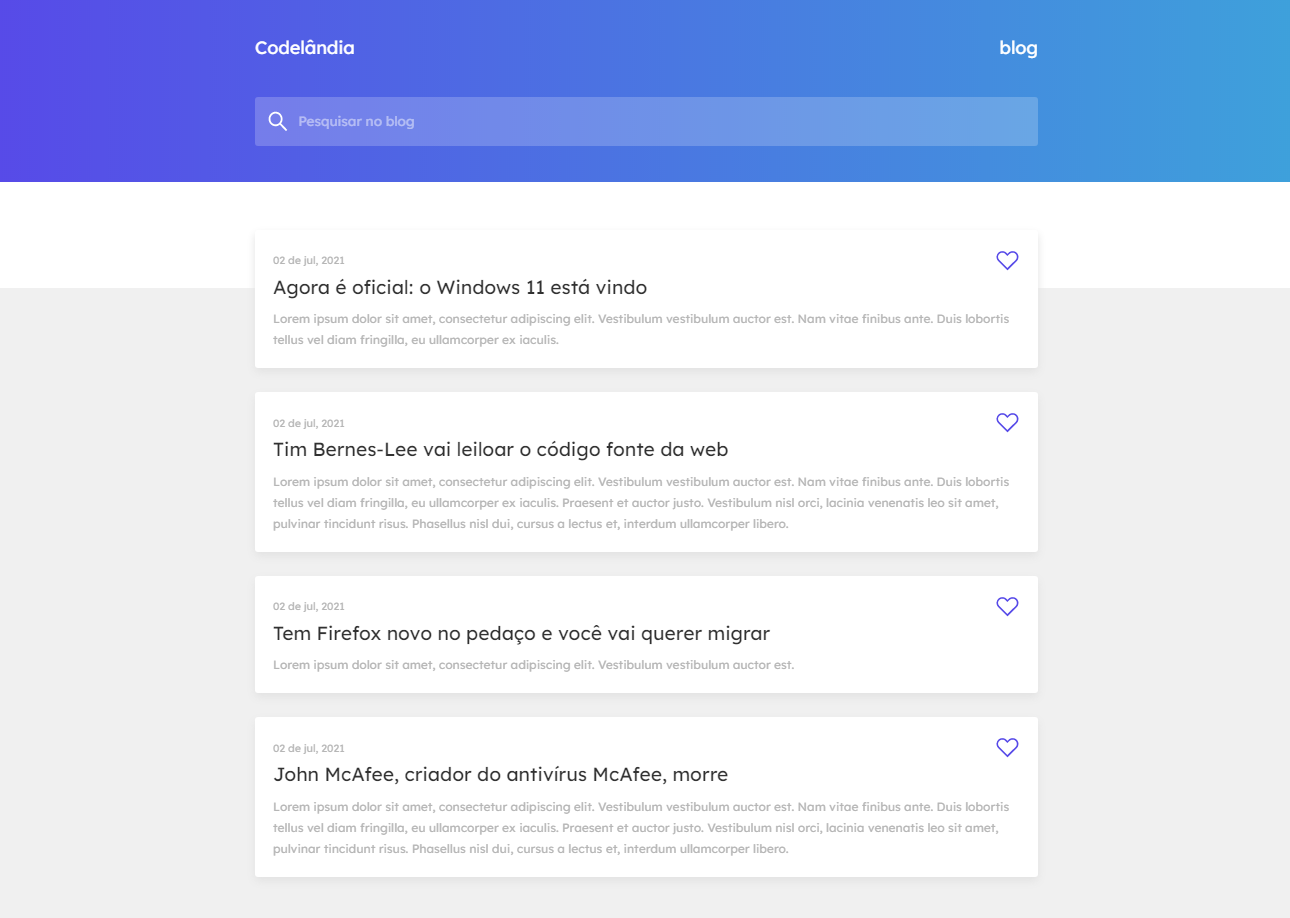 Codelândia
blog
Pesquisar no blog
02 de jul, 2021
Agora é oficial: o Windows 11 está vindo
Lorem ipsum dolor sit amet, consectetur adipiscing elit. Vestibulum vestibulum auctor est. Nam vitae finibus ante. Duis lobortis
tellus vel diam fringilla, eu ullamcorper ex iaculis.
02 de jul, 2021
Tim Bernes-Lee vai leiloar o código fonte da web
Lorem ipsum dolor sit amet, consectetur adipiscing elit. Vestibulum vestibulum auctor est. Nam vitae finibus ante. Duis lobortis
tellus vel diam fringilla, eu ullamcorper ex iaculis. Praesent et auctor justo. Vestibulum nisl orci, lacinia venenatis leo sit amet,
pulvinar tincidunt risus. Phasellus nisl dui, cursus a lectus et, interdum ullamcorper libero.
02 de jul, 2021
Tem Firefox novo no pedaço e você vai querer migrar
Lorem ipsum dolor sit amet, consectetur adipiscing elit. Vestibulum vestibulum auctor est.
02 de jul, 2021
John McAfee, criador do antivírus McAfee, morre
Lorem ipsum dolor sit amet, consectetur adipiscing elit. Vestibulum vestibulum auctor est. Nam vitae finibus ante. Duis lobortis
tellus vel diam fringilla, eu ullamcorper ex iaculis. Praesent et auctor justo. Vestibulum nisl orci, lacinia venenatis leo sit amet,
pulvinar tincidunt risus. Phasellus nisl dui, cursus a lectus et, interdum ullamcorper libero.